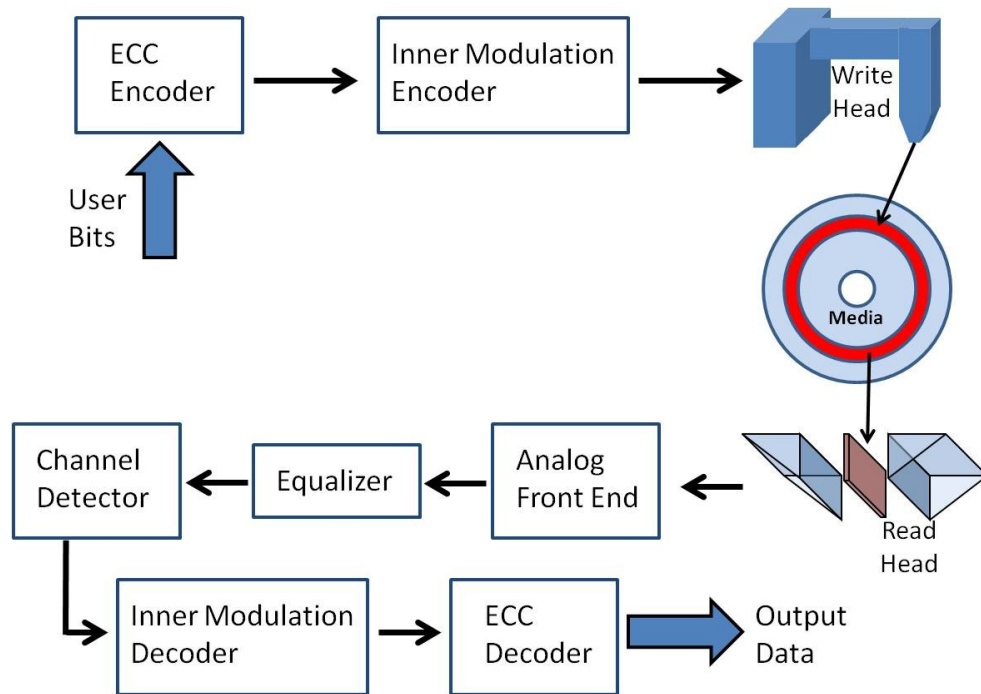 ECC
Encoder
Inner Modulation
Encoder
Write
Head
User
Bits
Media
Read
Head
Analog
Front End
Equalizer
Channel
Detector
Inner Modulation
Decoder
ECC
Decoder
Output
Data